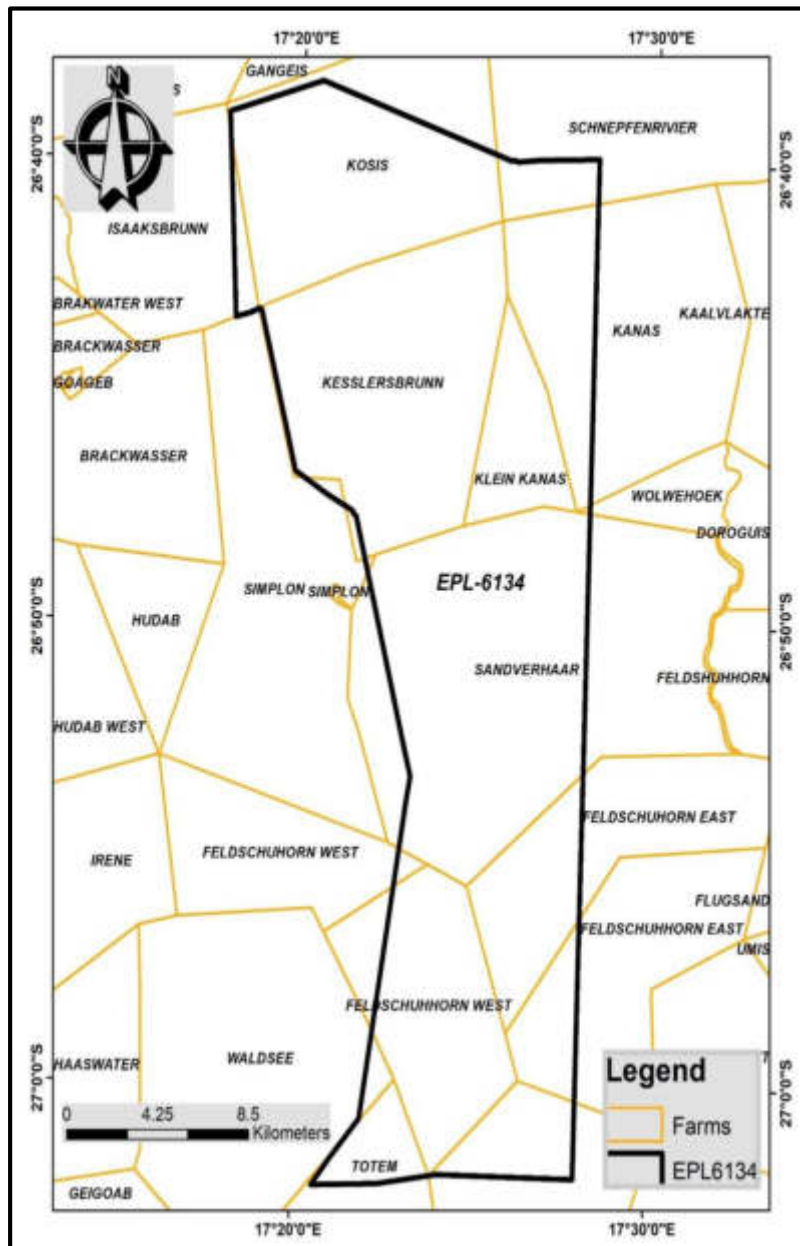 17°20'0"E
17°30'0"E
N
GANGEIS
S
SCHNEPFENRIVIER
KOSIS
26°40'0"S
26°40'0"S
ISAAKSBRUNN
BRAKWATER WEST
KAALVLAKTE
KANAS
BRACKWASSER
GOAGEB
KESSLERSBRUNN
BRACKWASSER
KLEIN KANAS
WOLWEHOEK
DOROGUIS
EPL-6134
SIMPLON
SIMPLON
HUDAB
26°50'0"S
26°50'0"S
SANDVERHAAR
FELDSHUHHORN
HUDAB WEST
FELDSCHUHORN EAST
IRENE
FELDSCHUHORN WEST
FLUGSAND
FELDSCHUHHORN EAST
UMIS
FELDSCHUHHORN WEST
HAASWATER
WALDSEE
T
27°0'0"S
27°0'0"S
Legend
Farms
EPL6134
0 4.25 8.5
Kilometers
TOTEM
GEIGOAB
17°20'0"E
17°30'0"E